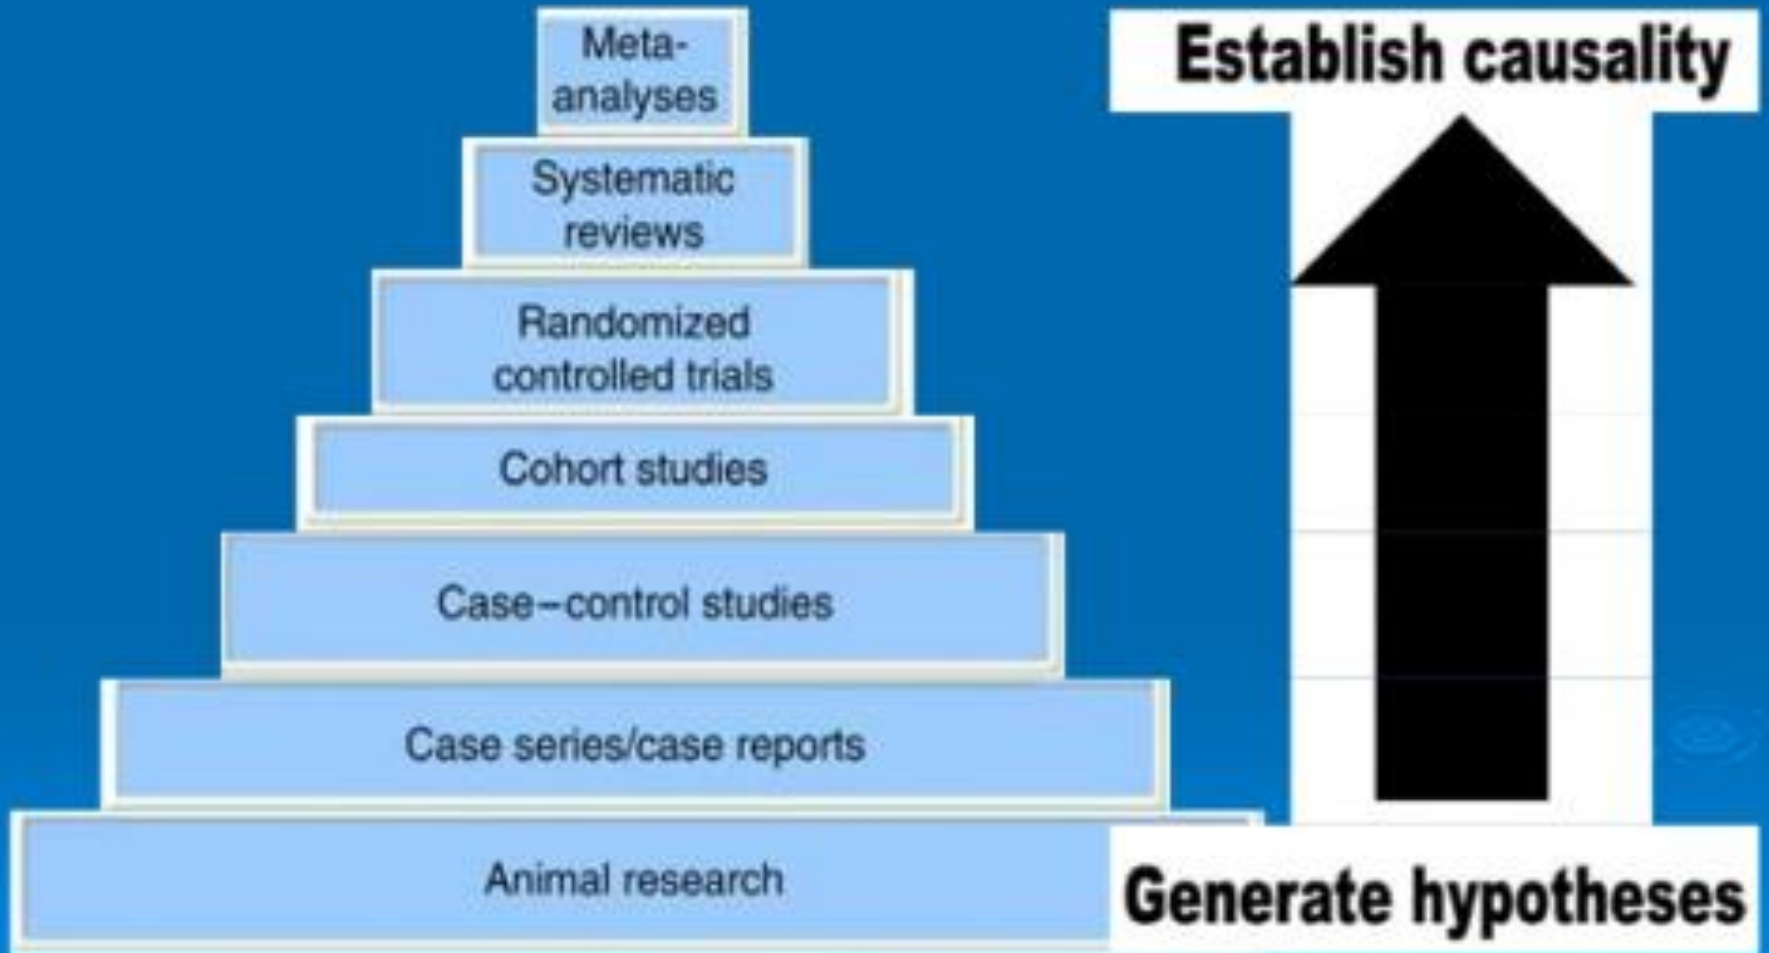 Meta-
analyses
Systematic
reviews
Randomized
controlled trials
Cohort studies
Case–control studies
Case series/case reports
Animal research
Establish causality
Generate hypotheses